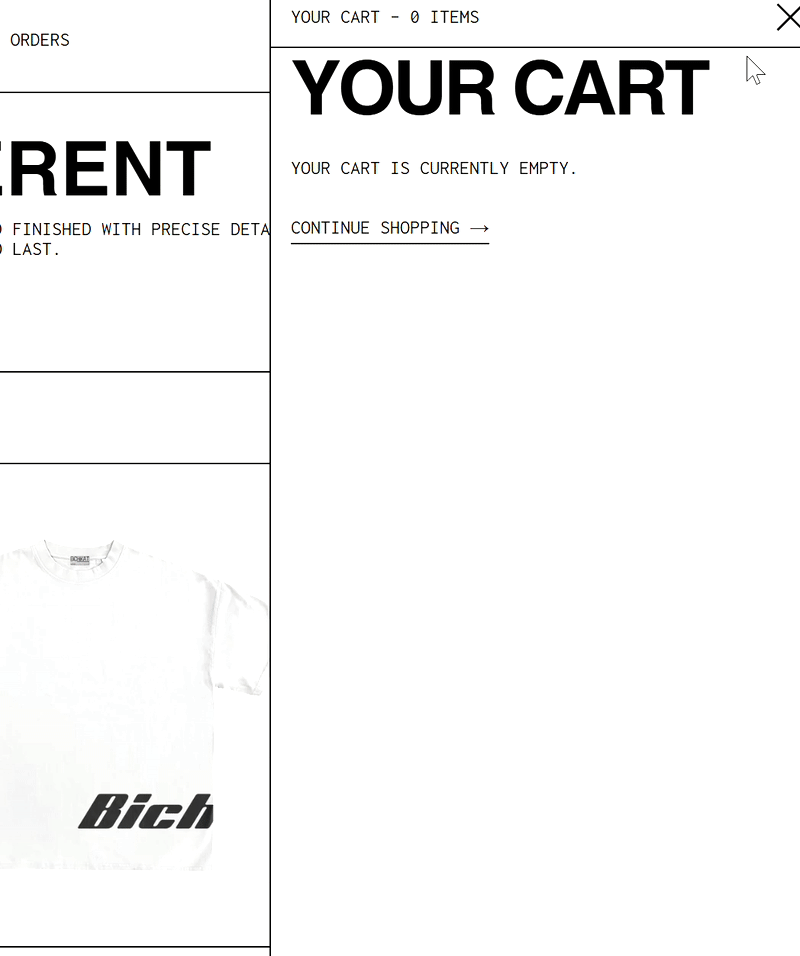 ORDERS
ERENT
FINISHED WITH PRECISE DETA
LAST.
Bich
YOUR CART – 0 ITEMS
YOUR CART
YOUR CART IS CURRENTLY EMPTY.
CONTINUE SHOPPING →